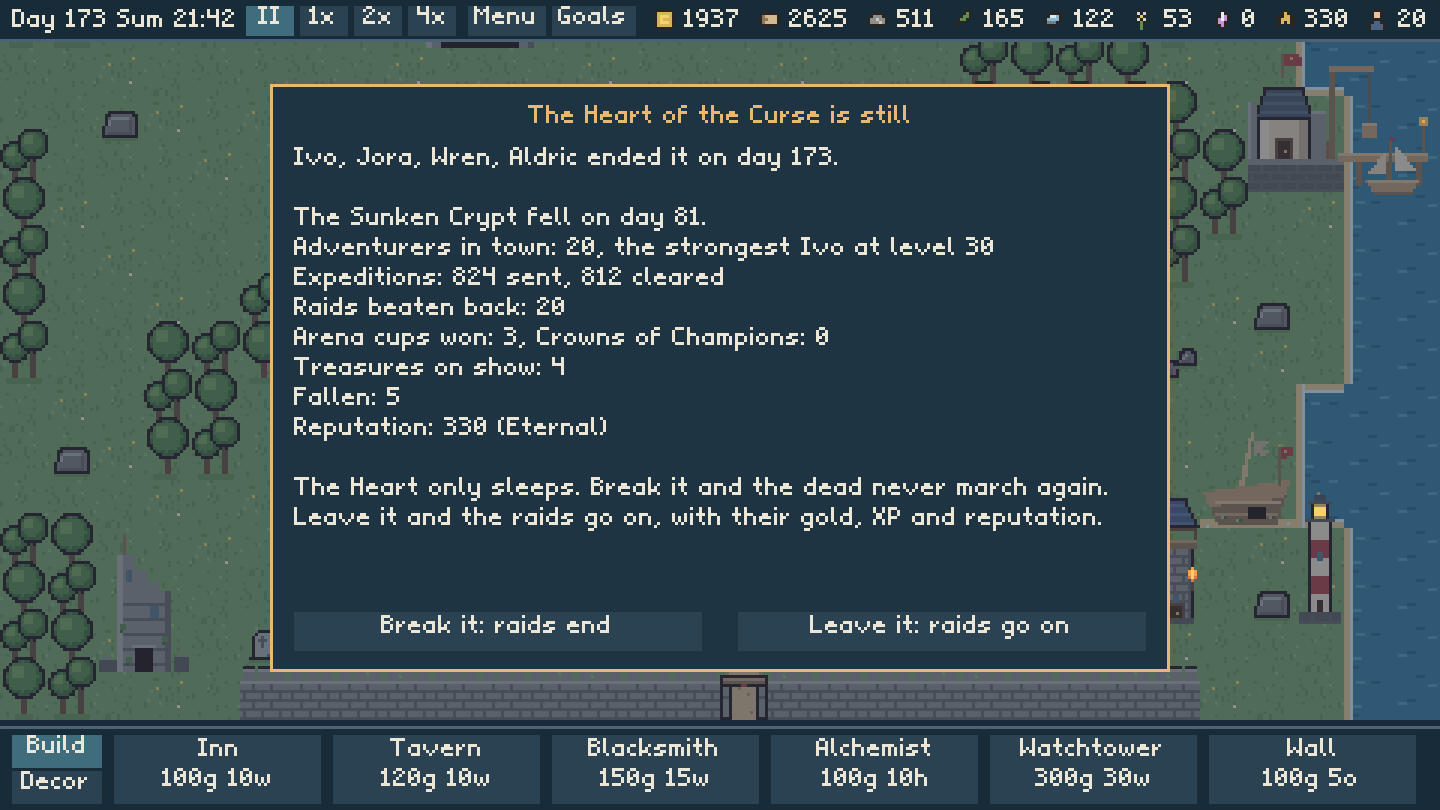 Day 173 Sum 21:42 II 1x 2x 4x Menu Goals 1937 2625 511 165 122 53 0 330 20
The Heart of the Curse is still
Ivo, Jora, Wren, Aldric ended it on day 173.
The Sunken Crypt fell on day 81.
Adventurers in town: 20, the strongest Ivo at level 30
Expeditions: 824 sent, 812 cleared
Raids beaten back: 20
Arena cups won: 3, Crowns of Champions: 0
Treasures on show: 4
Fallen: 5
Reputation: 330 (Eternal)
The Heart only sleeps. Break it and the dead never march again.
Leave it and the raids go on, with their gold, XP and reputation.
Break it: raids end Leave it: raids go on
Build Inn Tavern Blacksmith Alchemist Watchtower Wall
Decor 100g 10w 120g 10w 150g 15w 100g 10h 300g 30w 100g 5o